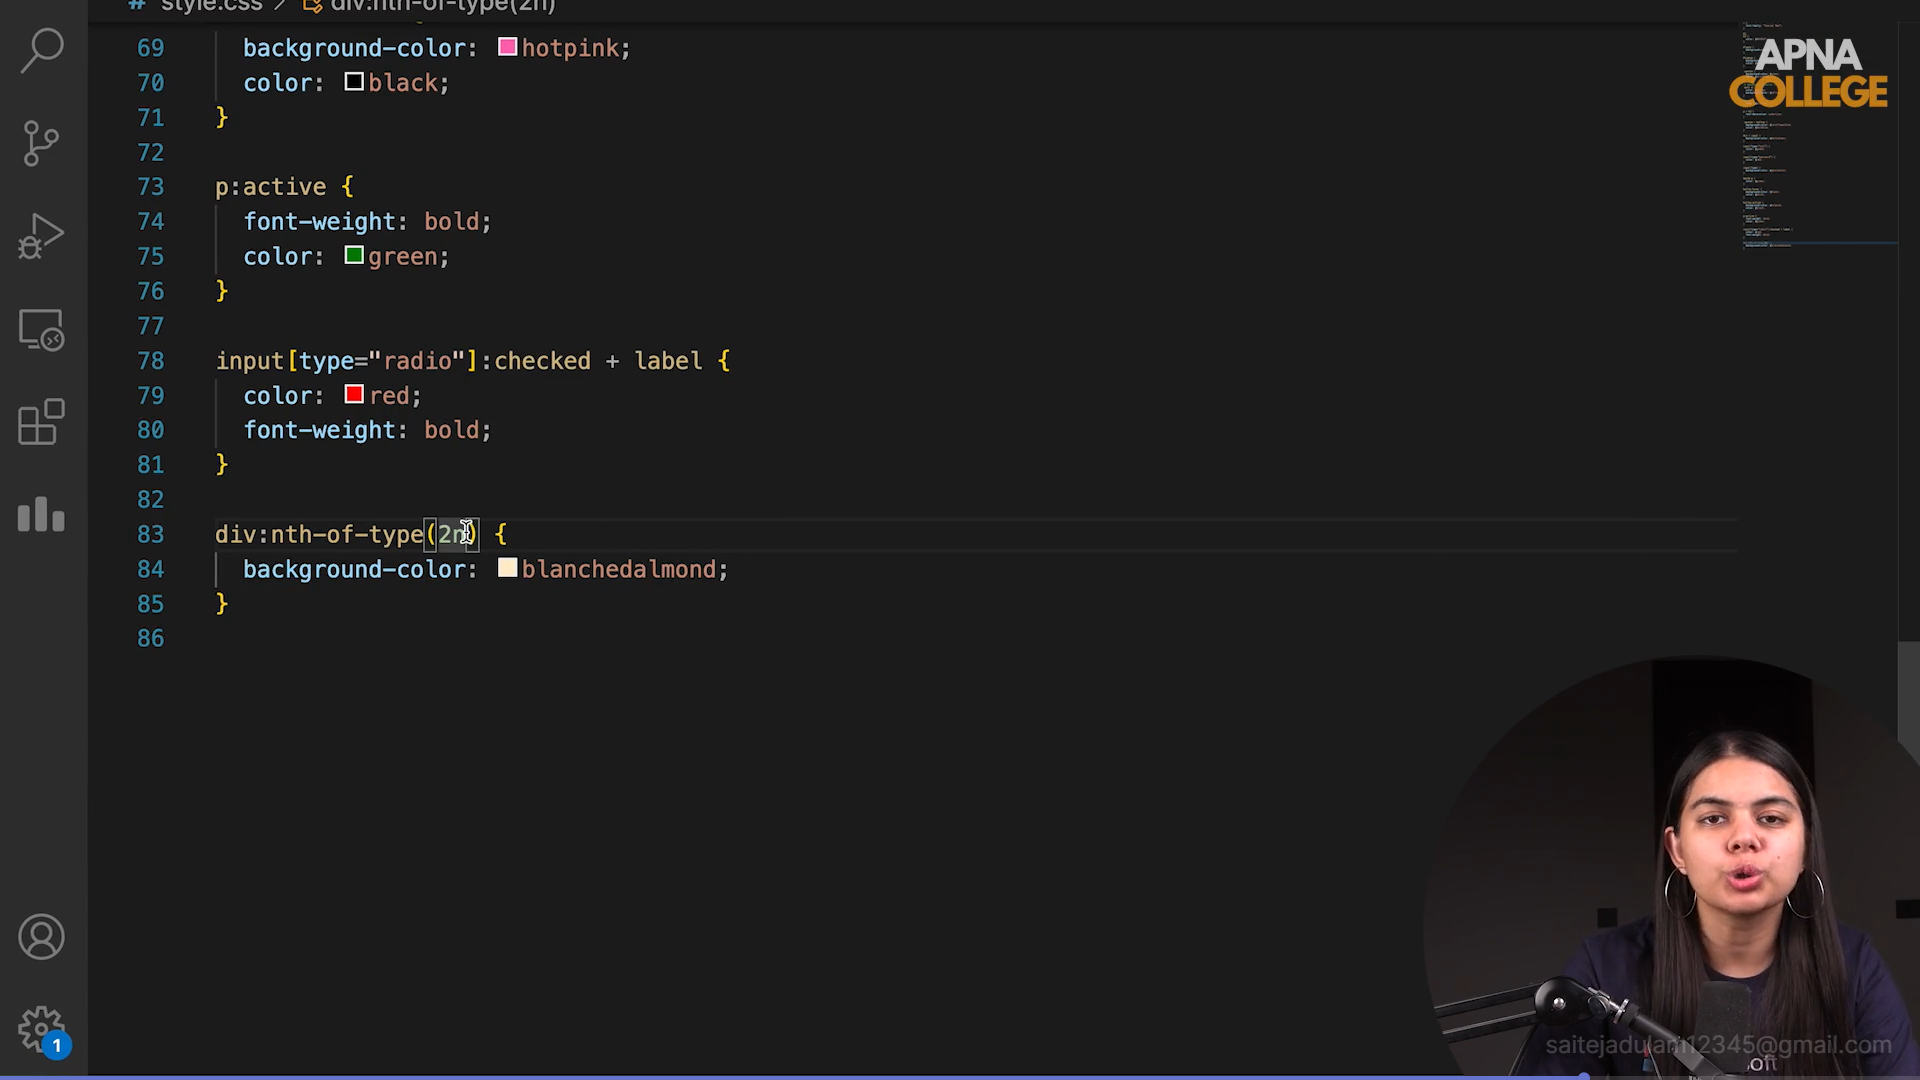 # style.css > div:nth-of-type(2n)
APNA
COLLEGE
69 background-color: hotpink;
70 color: black;
71 }
72
73 p:active {
74 font-weight: bold;
75 color: green;
76 }
77
78 input[type="radio"]:checked + label {
79 color: red;
80 font-weight: bold;
81 }
82
83 div:nth-of-type(2n) {
84 background-color: blanchedalmond;
85 }
86
1
saitejadulam12345@gmail.com